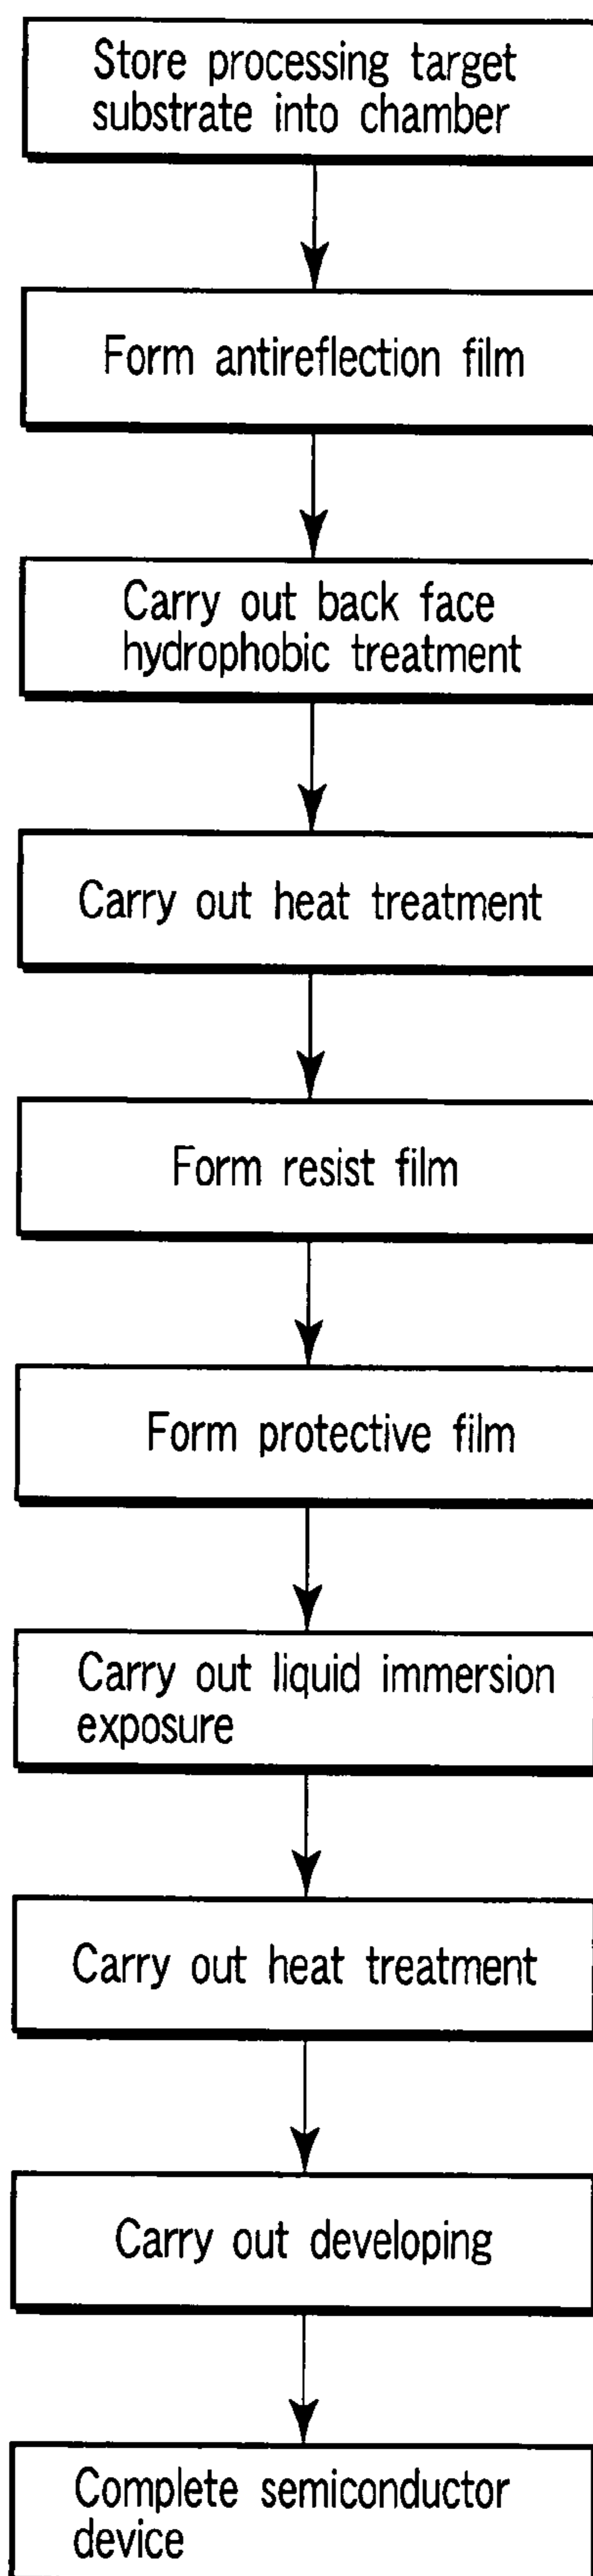 Store processing target
substrate into chamber
Form antireflection film
Carry out back face
hydrophobic treatment
Carry out heat treatment
Form resist film
Form protective film
Carry out liquid immersion
exposure
Carry out heat treatment
Carry out developing
Complete semiconductor
device